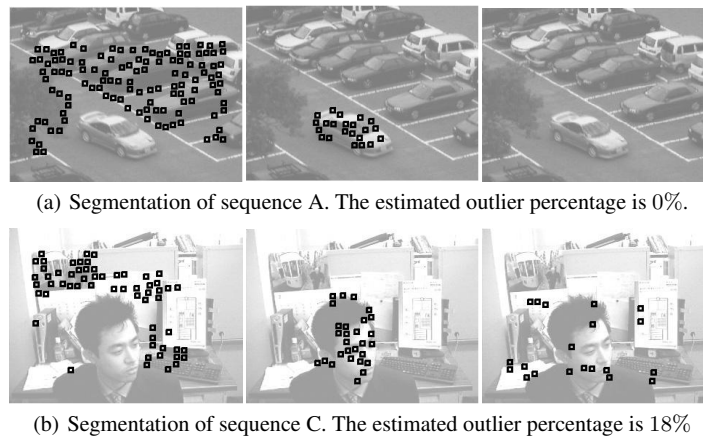 (a) Segmentation of sequence A. The estimated outlier percentage is 0%.
(b) Segmentation of sequence C. The estimated outlier percentage is 18%